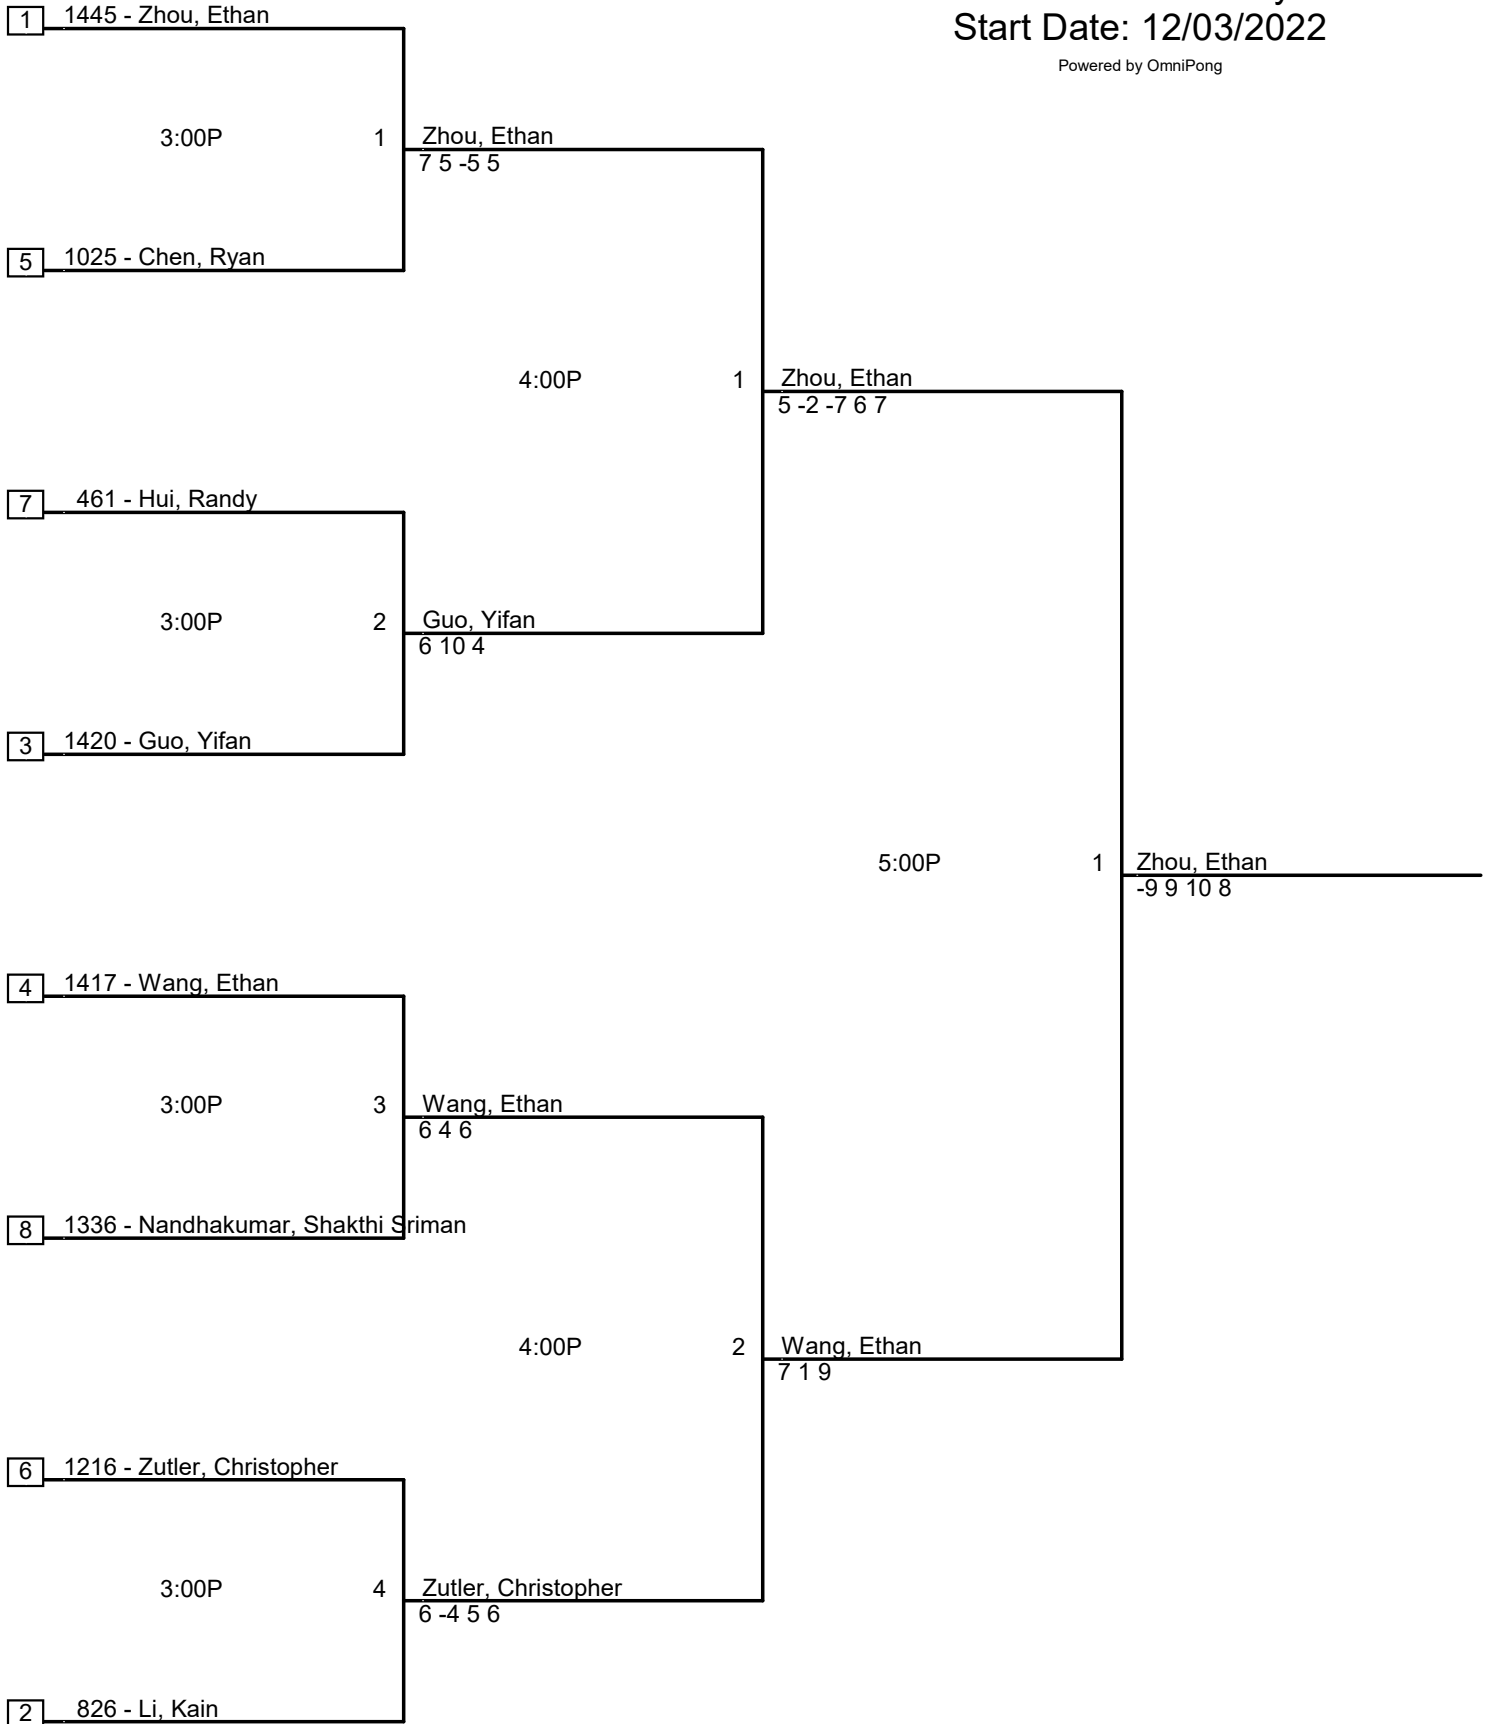 1 1445 - Zhou, Ethan
Start Date: 12/03/2022
Powered by OmniPong
3:00P 1 Zhou, Ethan
7 5 -5 5
5 1025 - Chen, Ryan
4:00P 1 Zhou, Ethan
5 -2 -7 6 7
7 461 - Hui, Randy
3:00P 2 Guo, Yifan
6 10 4
3 1420 - Guo, Yifan
5:00P 1 Zhou, Ethan
-9 9 10 8
4 1417 - Wang, Ethan
3:00P 3 Wang, Ethan
6 4 6
8 1336 - Nandhakumar, Shakthi Sriman
4:00P 2 Wang, Ethan
7 1 9
6 1216 - Zutler, Christopher
3:00P 4 Zutler, Christopher
6 -4 5 6
2 826 - Li, Kain